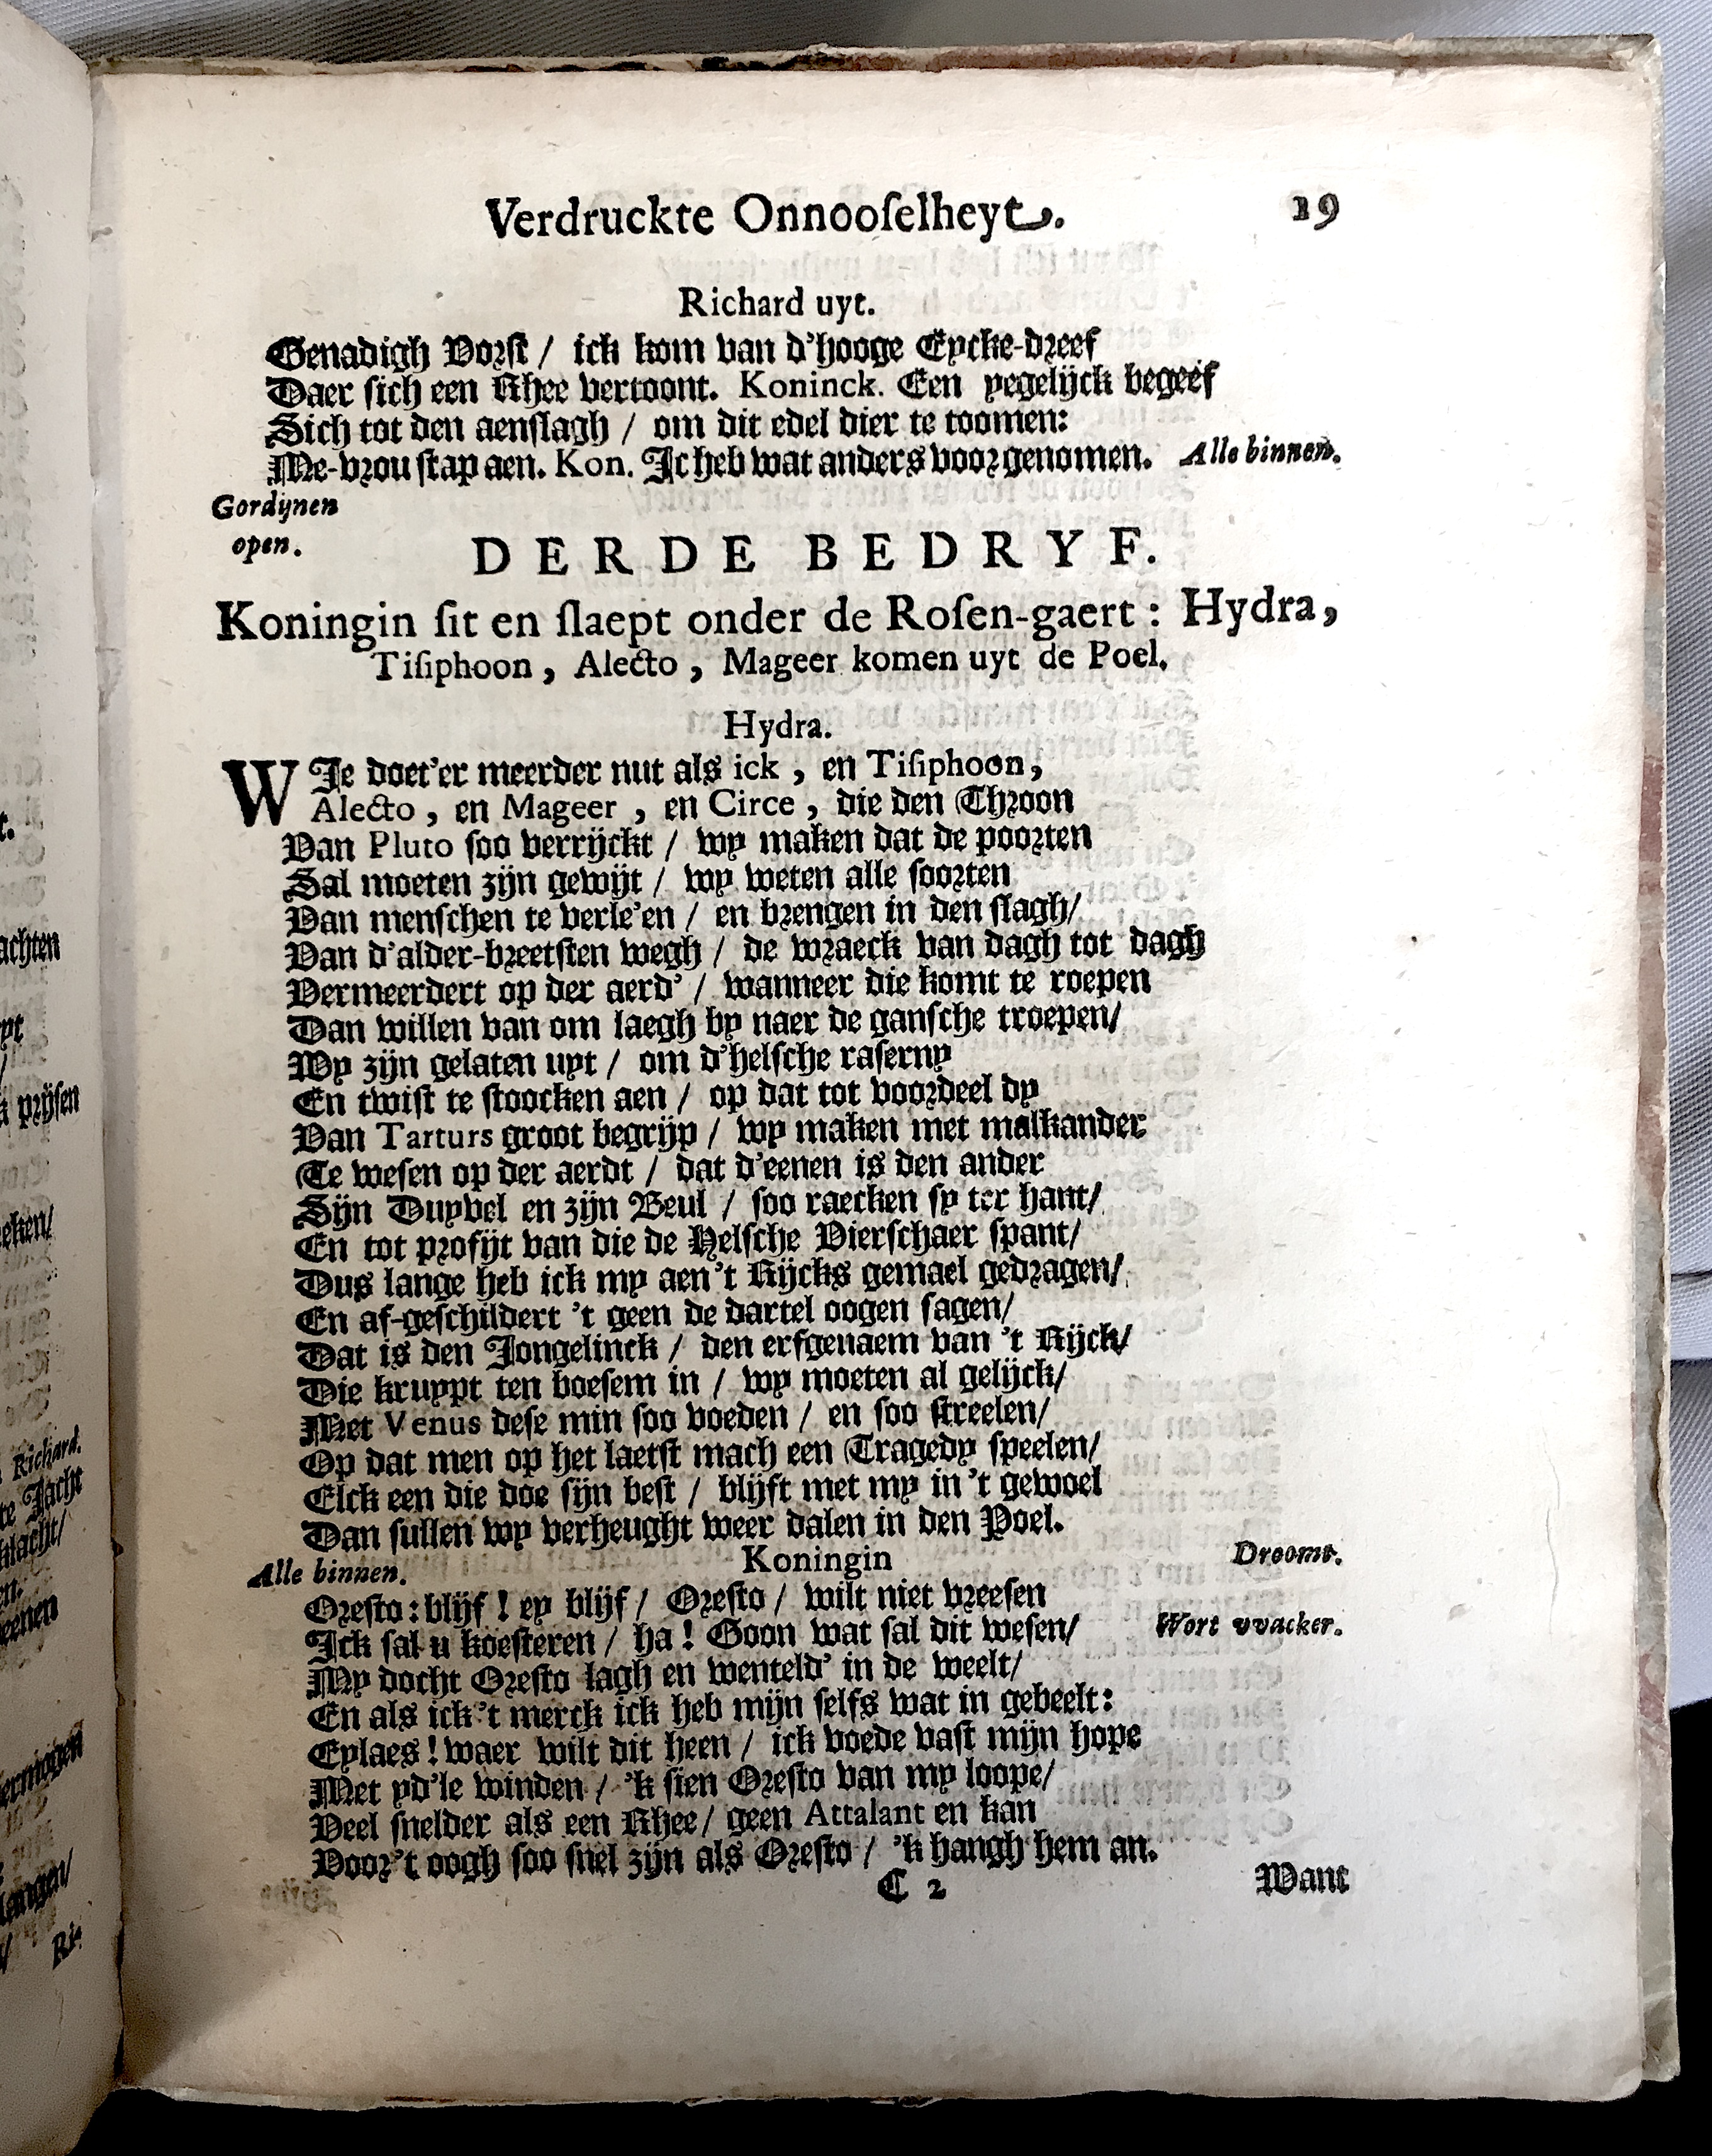 Verdruckte Onnooſelheyt. 19
Richard uyt.
Genadigh Vorſt / ick kom van d'hooge Eycke-dreef
Daer ſich een Rhee vertoont. Koninck. Een yegelijck begeef
Sich tot den aenſlagh / om dit edel dier te toomen:
Me-vrou ſtap aen. Kon. Ic heb wat anders voorgenomen. Alle binnen.
Gordijnen
open.
DERDE BEDRYF.
Koningin ſit en ſlaept onder de Roſen-gaert : Hydra,
Tiſiphoon, Alecto, Mageer komen uyt de Poel.
Hydra.
WJe doet'er meerder nut als ick, en Tiſiphoon,
Alecto, en Mageer, en Circe, die den Throon
Van Pluto ſoo verrijckt / wy maken dat de poorten
Sal moeten zijn gewijt / wy weten alle ſoorten
Van menſchen te verle'en / en brengen in den ſlagh/
Van d'alder-breetſten wegh / de wraeck van dagh tot dagh
Vermeerdert op der aerd' / wanneer die komt te roepen
Dan willen van om laegh by naer de ganſche troepen/
Wy zijn gelaten uyt / om d'helſche raſerny
En twiſt te ſtoocken aen / op dat tot voordeel dy
Van Tarturs groot begrijp / wy maken met malkander
Te weſen op der aerdt / dat d'eenen is den ander
Sijn Duyvel en zijn Beul / ſoo raecken ſy ter hant/
En tot profijt van die de Helſche Vierſchaer ſpant/
Dus lange heb ick my aen't Rijcks gemael gedragen/
En af-geſchildert 't geen de dartel oogen ſagen/
Dat is den Jongelinck / den erfgenaem van 't Rijck/
Die kruypt ten boeſem in / wy moeten al gelijck/
Met Venus deſe min ſoo voeden / en ſoo ſtreelen/
Op dat men op het laetſt mach een Tragedy ſpeelen/
Elck een die doe ſijn beſt / blijft met my in 't gewoel
Dan ſullen wy verheught weer dalen in den Poel.
Koningin Droomt.
Alle binnen.
Oreſto: blijf ! ey blijf / Oreſto / wilt niet vreeſen
Ick ſal u koeſteren / ha ! Goon wat ſal dit weſen/ Wort vvacker.
My docht Oreſto lagh en wenteld' in de weelt/
En als ick't merck ick heb mijn ſelfs wat in gebeelt:
Eylaes ! waer wilt dit heen / ick voede vaſt mijn hope
Met yd'le winden / 'k ſien Oreſto van my loope/
Veel ſnelder als een Rhee / geen Attalant en kan
Voor't oogh ſoo ſnel zijn als Oreſto / 'k hangh hem an.
C 2 Want
achten
prijſen
Richard.
Jacht